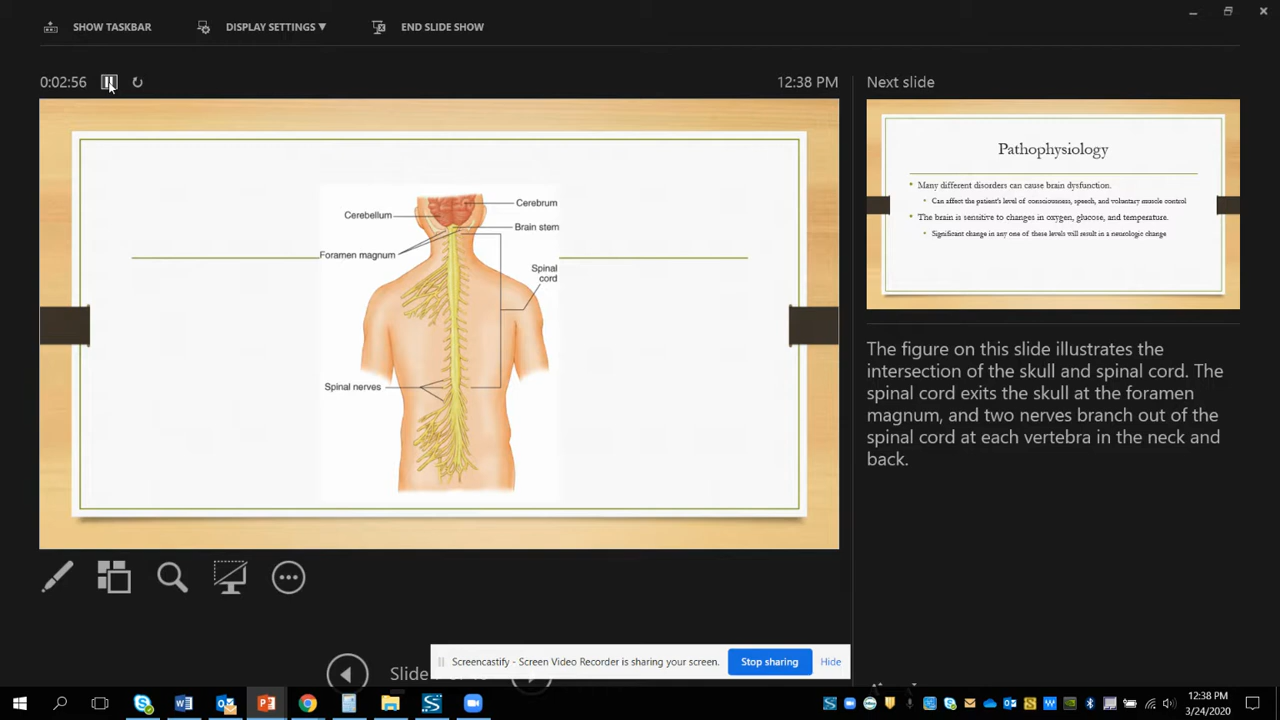 SHOW TASKBAR
DISPLAY SETTINGS ▼
END SLIDE SHOW
0:02:56
12:38 PM
Next slide
Cerebrum
Cerebellum
Brain stem
Foramen magnum
Spinal
cord
Spinal nerves
Pathophysiology
• Many different disorders can cause brain dysfunction.
• Can affect the patient's level of consciousness, speech, and voluntary muscle control
• The brain is sensitive to changes in oxygen, glucose, and temperature.
• Significant change in any one of these levels will result in a neurologic change
The figure on this slide illustrates the
intersection of the skull and spinal cord. The
spinal cord exits the skull at the foramen
magnum, and two nerves branch out of the
spinal cord at each vertebra in the neck and
back.
Slide
Screencastify - Screen Video Recorder is sharing your screen.
Stop sharing
Hide
12:38 PM
3/24/2020